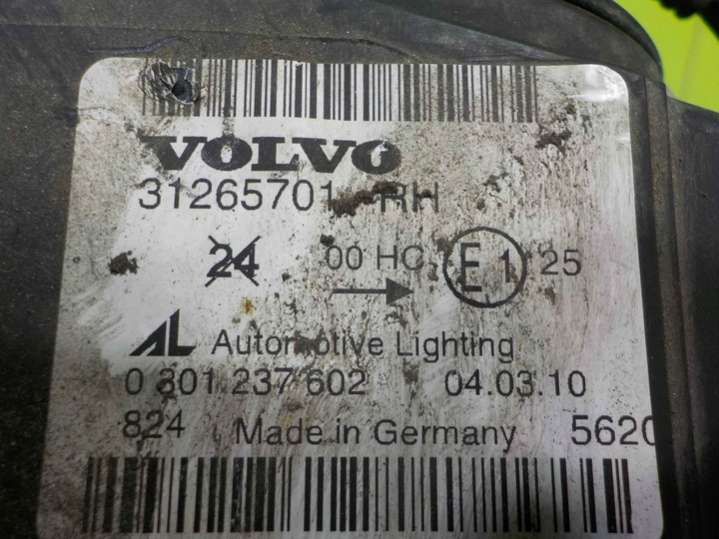 VOLVO
31265701 RH
24 00 HC E1 25
AL Automotive Lighting
0 301 237 602 04.03.10
824 Made in Germany 5620